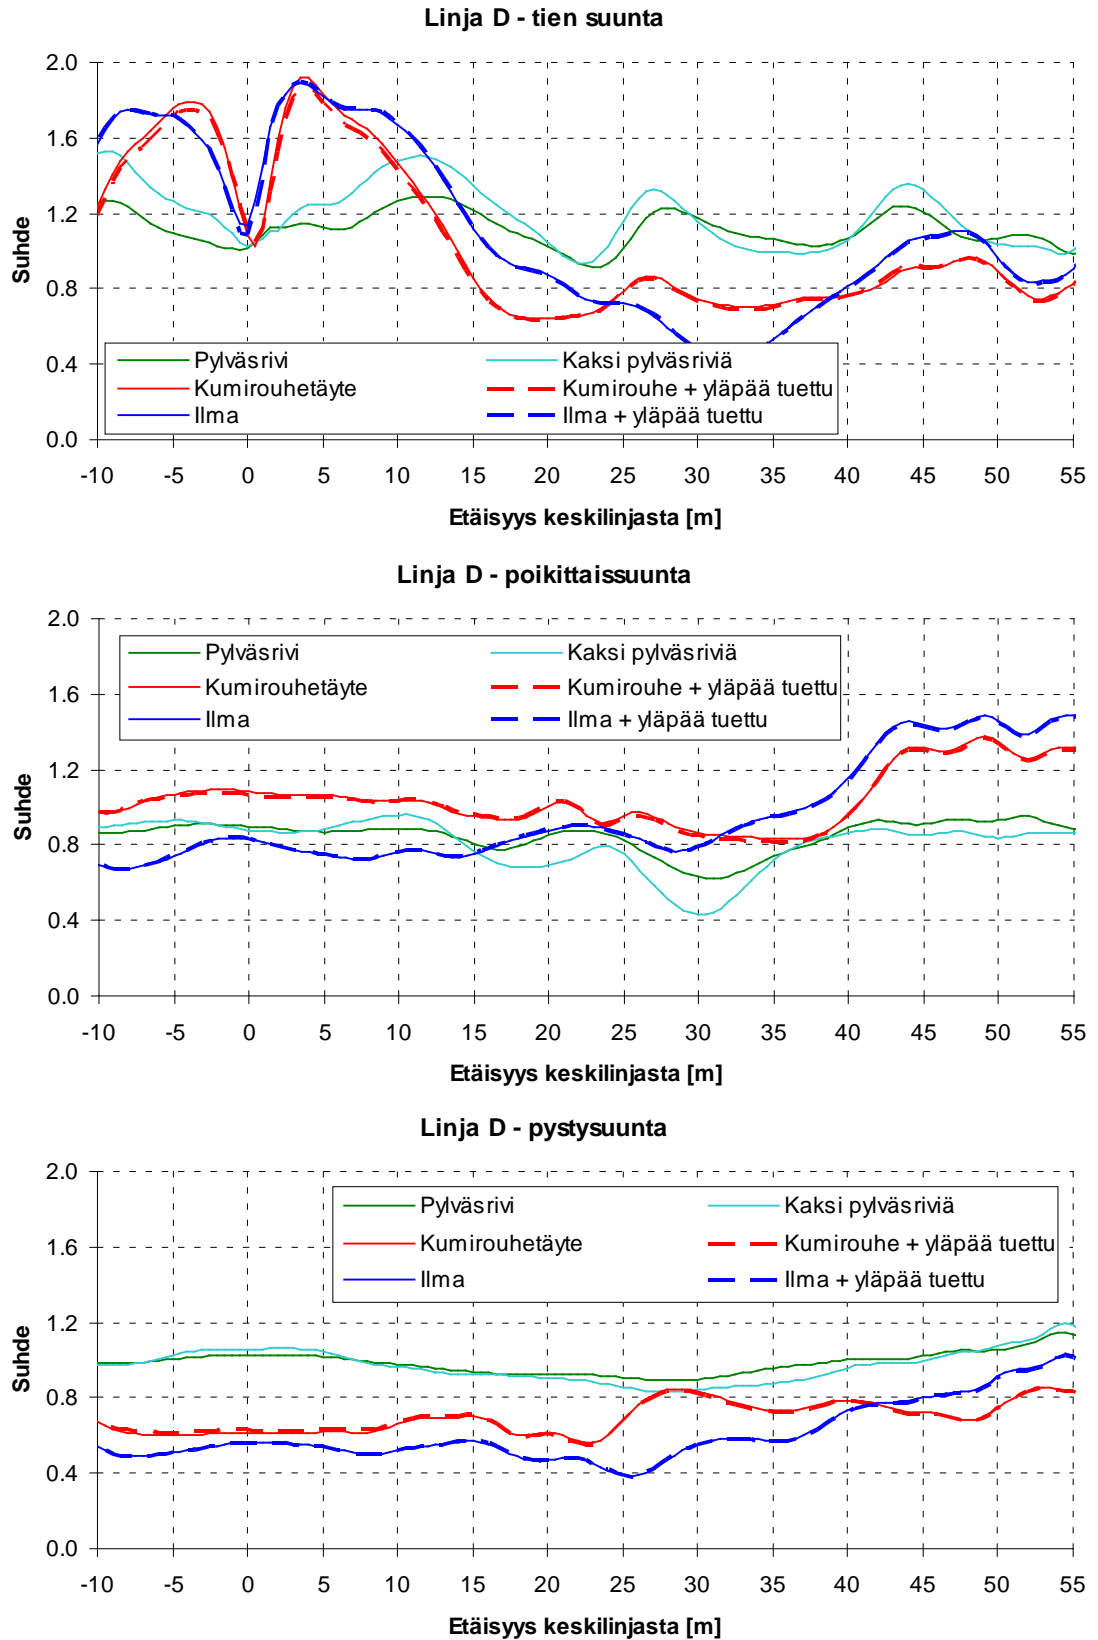 Linja D - tien suunta
2.0
1.6
1.2
0.8
0.4
0.0
Suhde
Pylväsrivi
Kaksi pylväsriviä
Kumirouhetäyte
Kumirouhe + yläpää tuettu
Ilma
Ilma + yläpää tuettu
-10 -5 0 5 10 15 20 25 30 35 40 45 50 55
Etäisyys keskilinjasta [m]
Linja D - poikittaissuunta
2.0
1.6
1.2
0.8
0.4
0.0
Suhde
Pylväsrivi
Kaksi pylväsriviä
Kumirouhetäyte
Kumirouhe + yläpää tuettu
Ilma
Ilma + yläpää tuettu
-10 -5 0 5 10 15 20 25 30 35 40 45 50 55
Etäisyys keskilinjasta [m]
Linja D - pystysuunta
2.0
1.6
1.2
0.8
0.4
0.0
Suhde
Pylväsrivi
Kaksi pylväsriviä
Kumirouhetäyte
Kumirouhe + yläpää tuettu
Ilma
Ilma + yläpää tuettu
-10 -5 0 5 10 15 20 25 30 35 40 45 50 55
Etäisyys keskilinjasta [m]